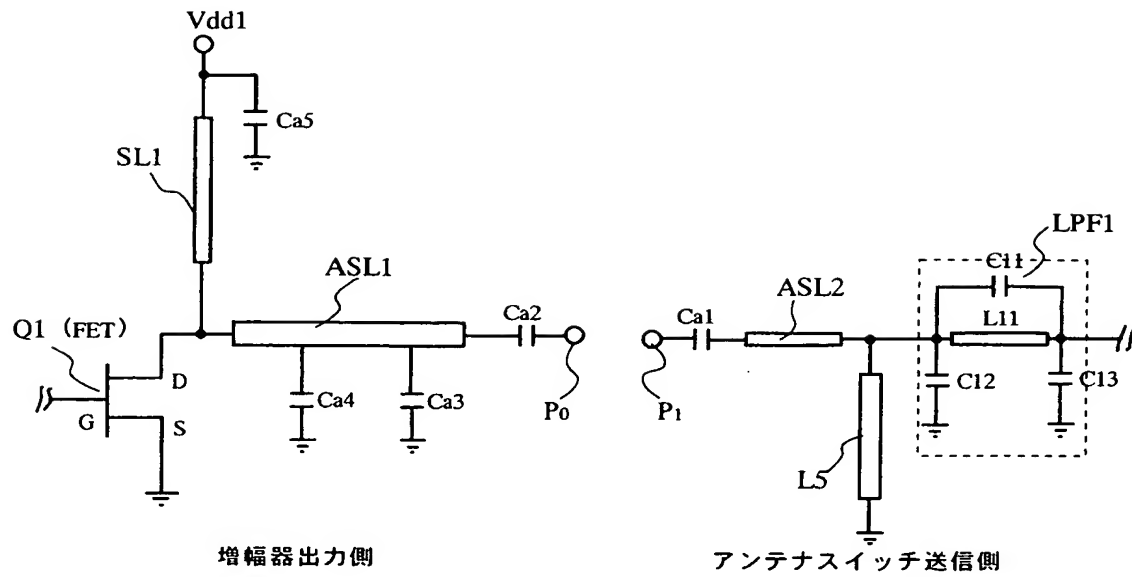 Vdd1
Ca5
SL1
LPF1
C11
ASL1
ASL2
Ca2
Ca1
L11
Q1 (FET)
D
G
S
Ca4
Ca3
P0
P1
C12
C13
L5
増幅器出力側
アンテナスイッチ送信側